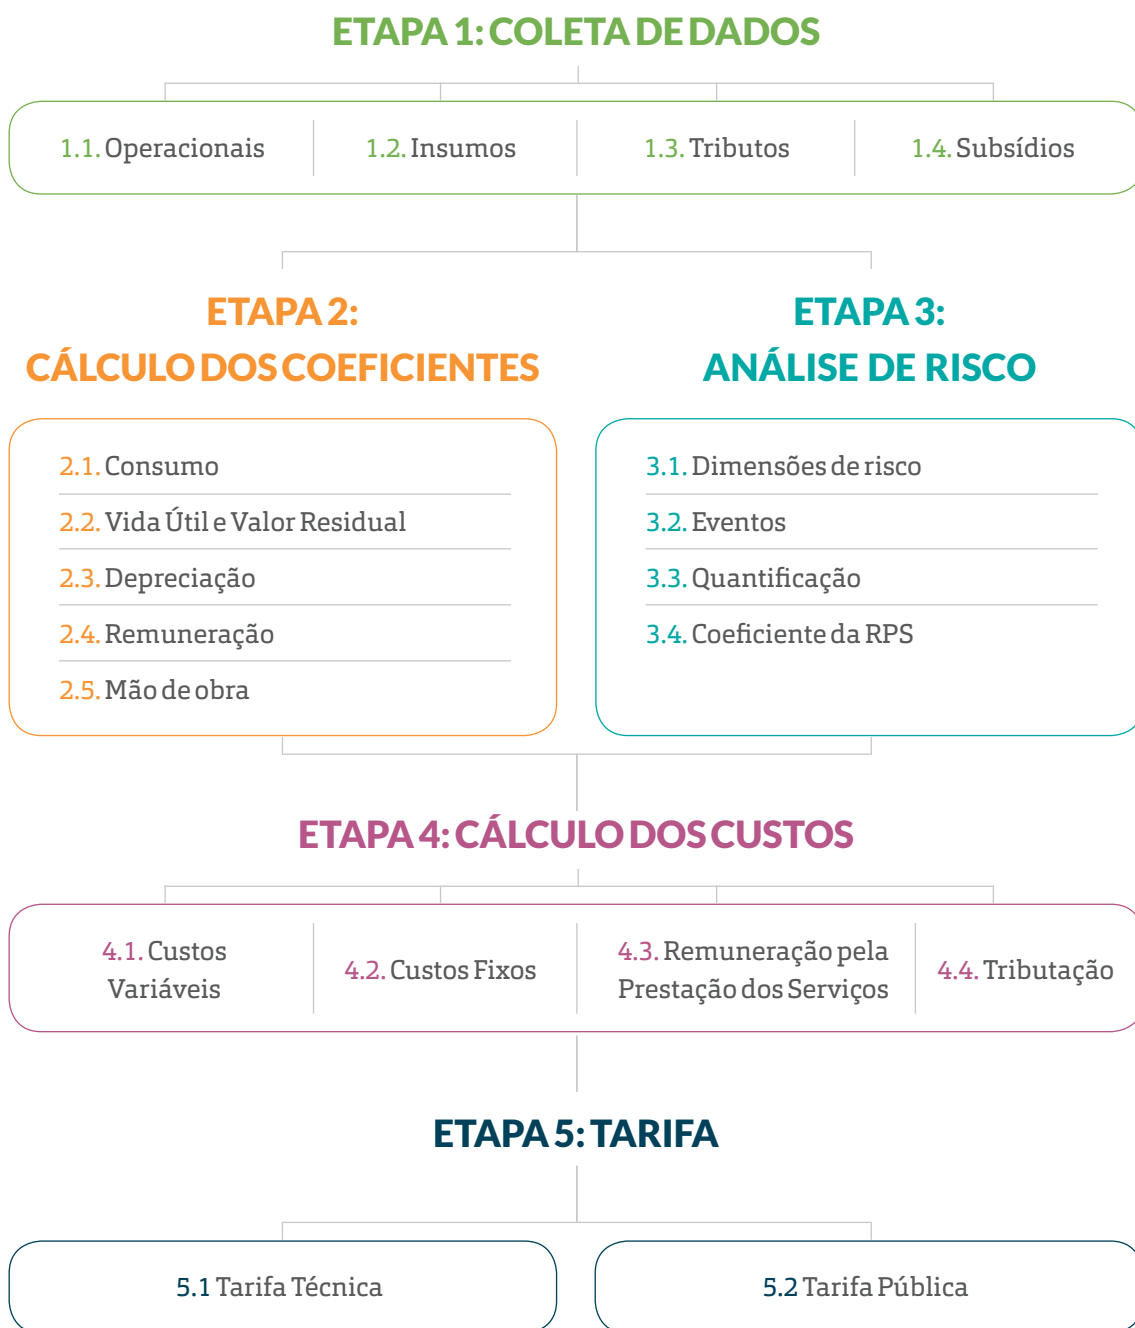 ETAPA 1: COLETA DE DADOS
1.1. Operacionais
1.2. Insumos
1.3. Tributos
1.4. Subsídios
ETAPA 2:
CÁLCULO DOS COEFICIENTES
2.1. Consumo
2.2. Vida Útil e Valor Residual
2.3. Depreciação
2.4. Remuneração
2.5. Mão de obra
ETAPA 3:
ANÁLISE DE RISCO
3.1. Dimensões de risco
3.2. Eventos
3.3. Quantificação
3.4. Coeficiente da RPS
ETAPA 4: CÁLCULO DOS CUSTOS
4.1. Custos
Variáveis
4.2. Custos Fixos
4.3. Remuneração pela
Prestação dos Serviços
4.4. Tributação
ETAPA 5: TARIFA
5.1 Tarifa Técnica
5.2 Tarifa Pública